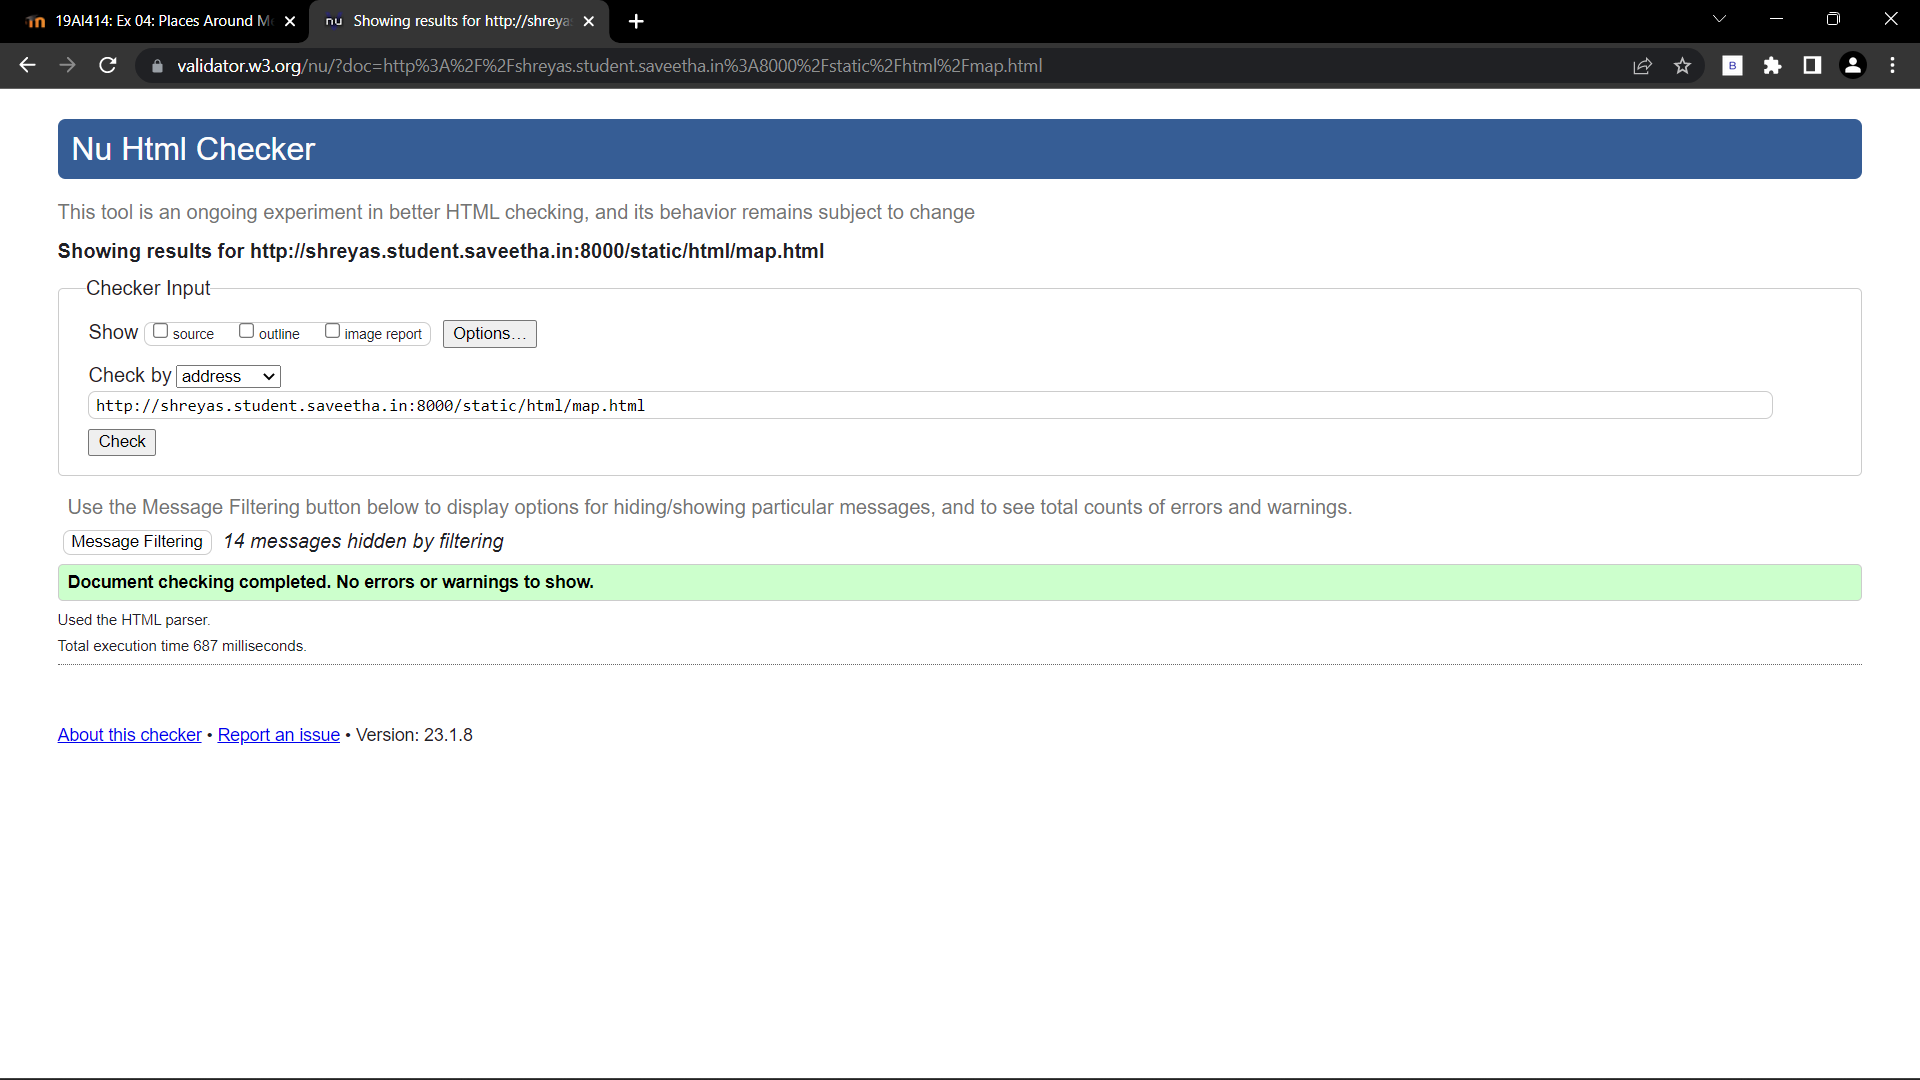 19AI414: Ex 04: Places Around M
Showing results for http://shreya
validator.w3.org/nu/?doc=http%3A%2F%2Fshreyas.student.saveetha.in%3A8000%2Fstatic%2Fhtml%2Fmap.html
B
Nu Html Checker
This tool is an ongoing experiment in better HTML checking, and its behavior remains subject to change
Showing results for http://shreyas.student.saveetha.in:8000/static/html/map.html
Checker Input
Show source outline image report Options...
Check by address
http://shreyas.student.saveetha.in:8000/static/html/map.html
Check
Use the Message Filtering button below to display options for hiding/showing particular messages, and to see total counts of errors and warnings.
Message Filtering 14 messages hidden by filtering
Document checking completed. No errors or warnings to show.
Used the HTML parser.
Total execution time 687 milliseconds.
About this checker • Report an issue • Version: 23.1.8